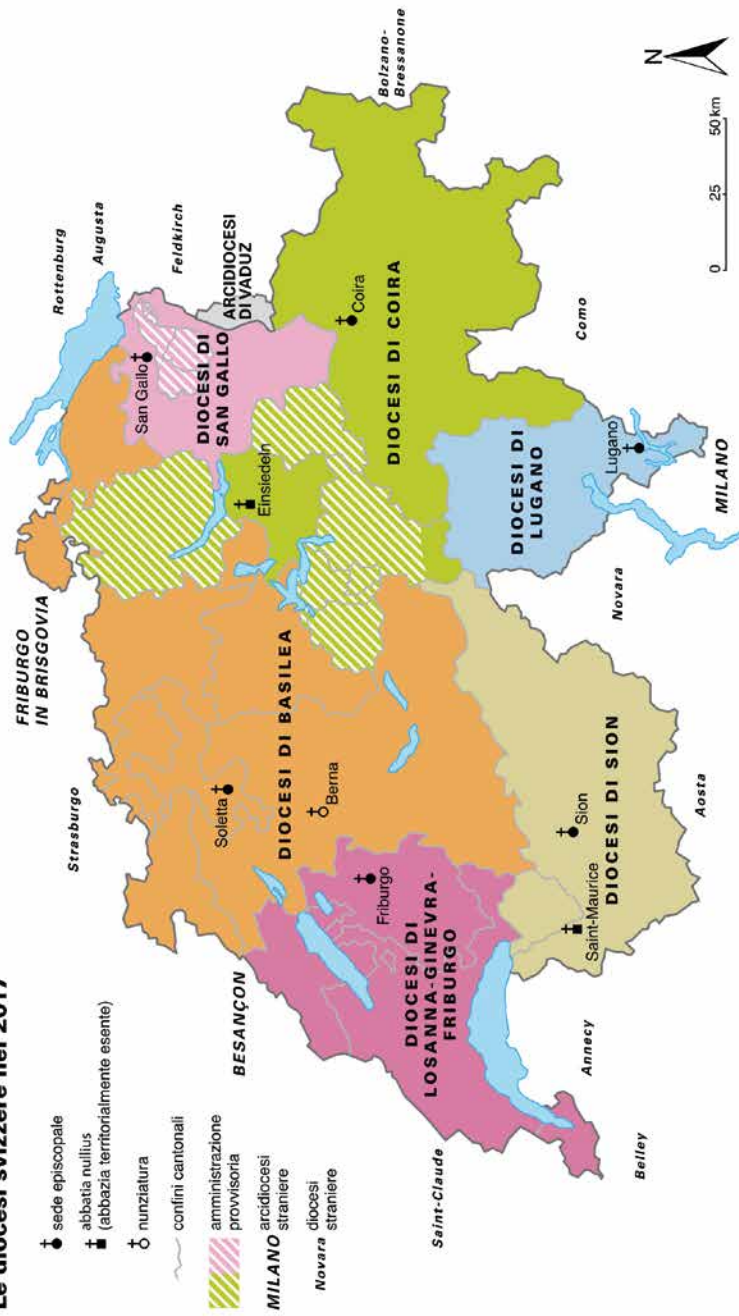 Le diocesi svizzere nel 2017
sede episcopale
abbatia nullius
(abbazia territorialmente esente)
nunziatura
confini cantonali
amministrazione
provvisoria
MILANO
arcidiocesi
straniere
Novara
diocesi
straniere
FRIBURGO
IN BRISGOVIA
Rottenburg
Augusta
Strasburgo
Feldkirch
San Gallo
DIOCESI DI
SAN GALLO
ARCIDIOCESI
DI VADUZ
BESANÇON
Soletta
DIOCESI DI BASILEA
Berna
Einsiedeln
Coira
DIOCESI DI COIRA
Bolzano-
Bressanone
Friburgo
DIOCESI DI
LOSANNA-GINEVRA-
FRIBURGO
Saint-Claude
DIOCESI DI
LUGANO
Lugano
Como
Sion
DIOCESI DI SION
Saint-Maurice
Annecy
Belley
Aosta
Novara
MILANO
N
0
25
50 km